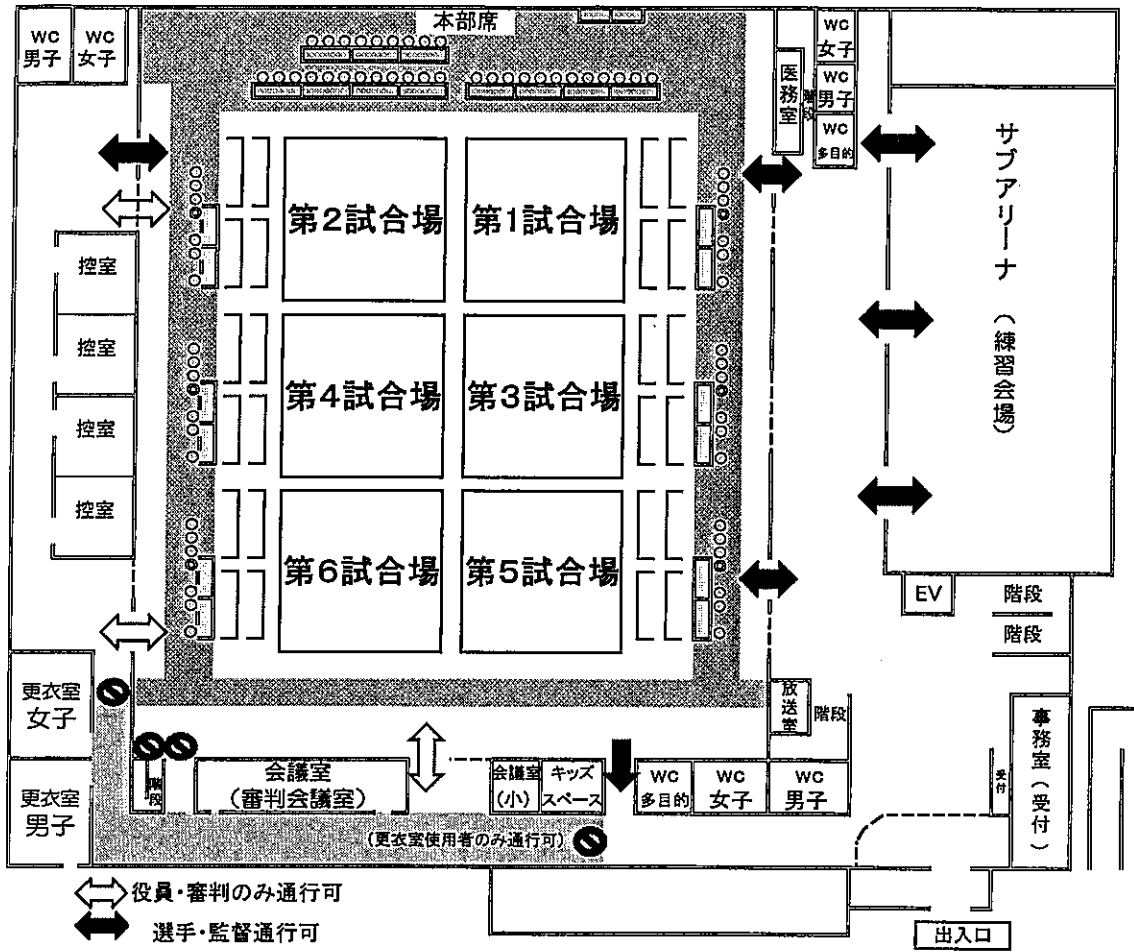 本部席
WC
男子
WC
女子
医務室
階段
WC
女子
WC
男子
WC
多目的
サブアリーナ(練習会場)
第2試合場
第1試合場
控室
控室
控室
控室
第4試合場
第3試合場
第6試合場
第5試合場
EV
階段
階段
更衣室
女子
更衣室
男子
放送室
階段
事務室(受付)
受付
階段
会議室
(審判会議室)
会議室
(小)
キッズ
スペース
WC
多目的
WC
女子
WC
男子
(更衣室使用者のみ通行可)
役員・審判のみ通行可
選手・監督通行可
出入口